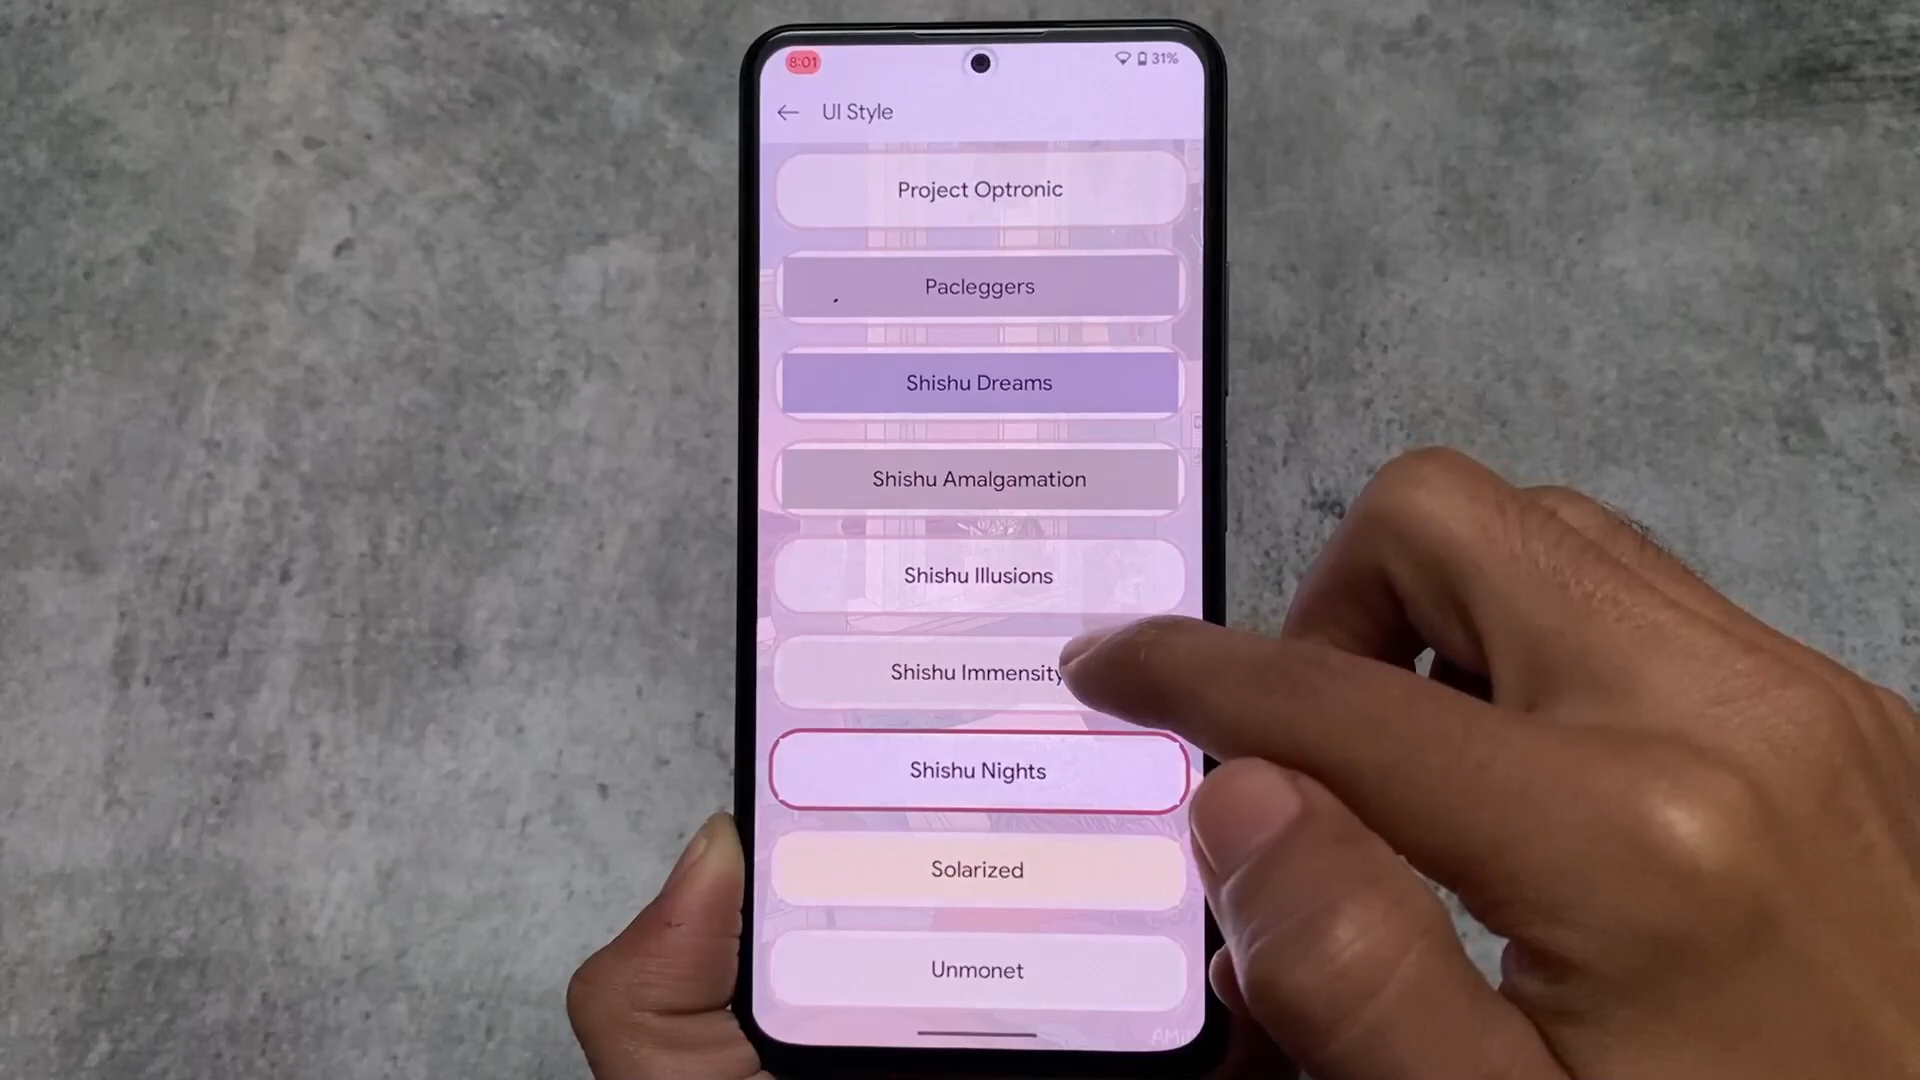 8:01
31%
UI Style
Project Optronic
Pacleggers
Shishu Dreams
Shishu Amalgamation
Shishu Illusions
Shishu Immensity
Shishu Nights
Solarized
Unmonet